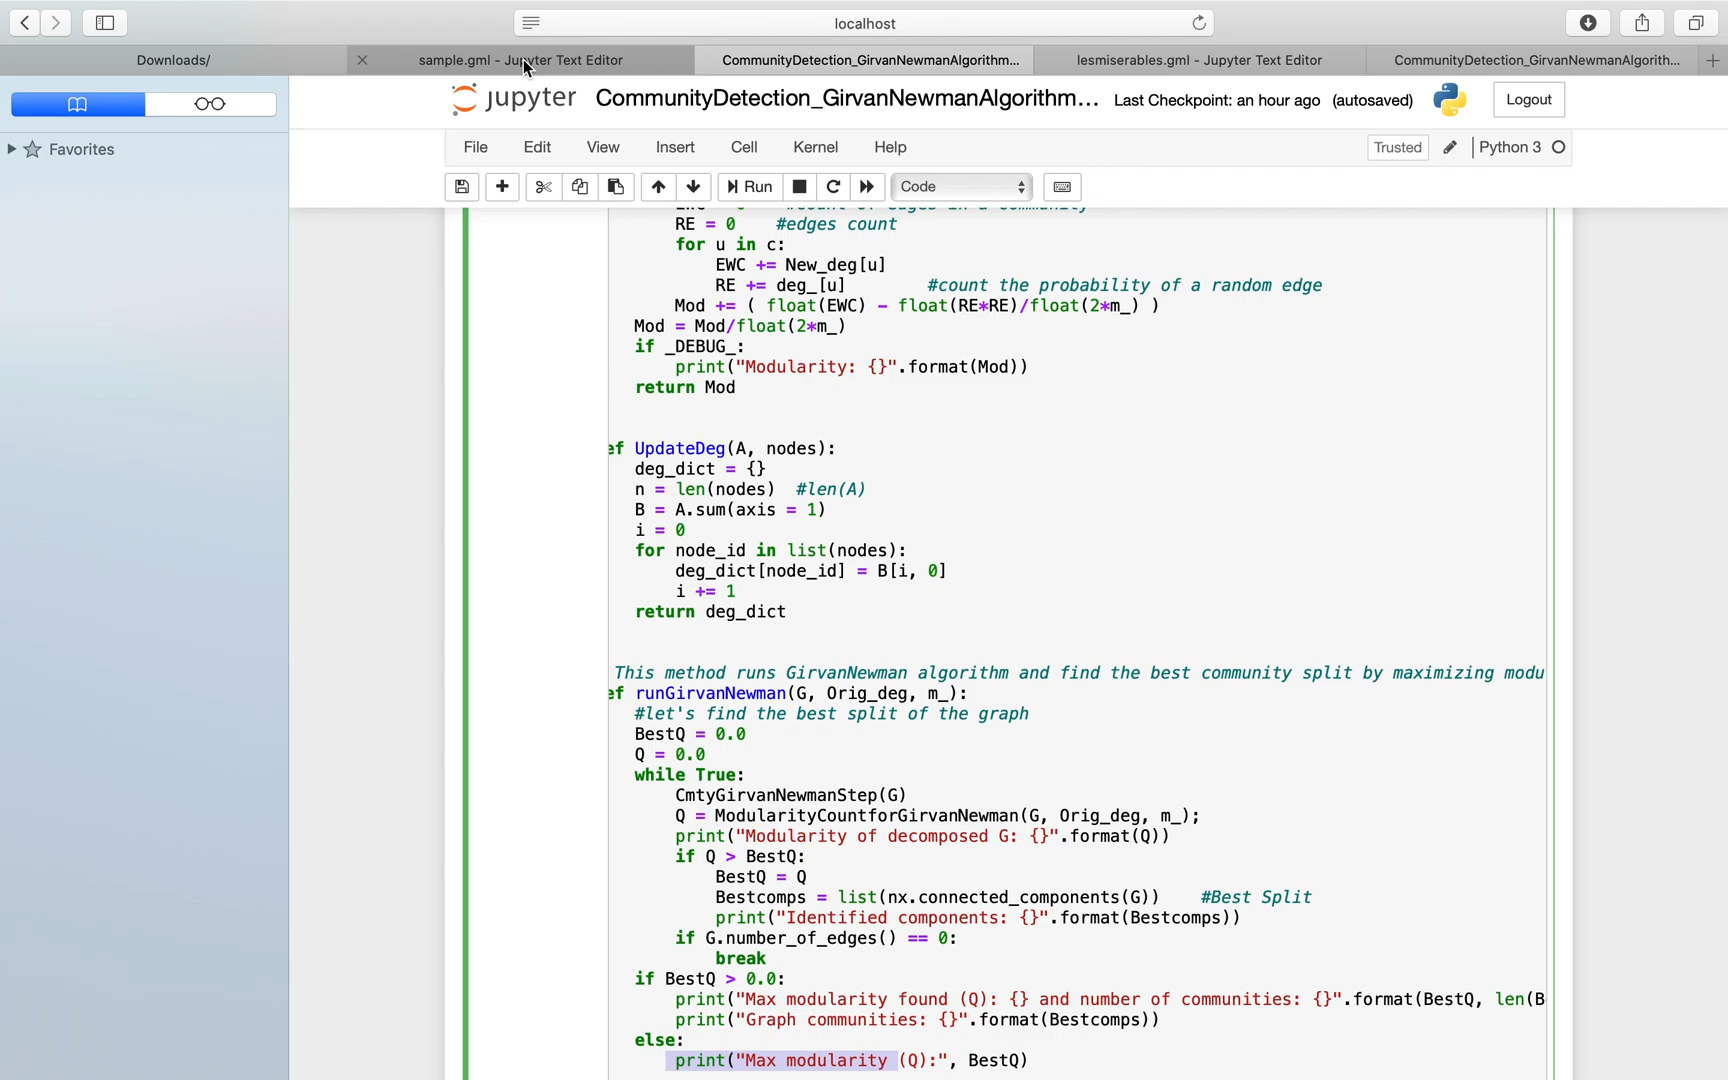 localhost
Downloads/
sample.gml - Jupyter Text Editor
CommunityDetection_GirvanNewmanAlgorithm...
lesmiserables.gml - Jupyter Text Editor
CommunityDetection_GirvanNewmanAlgorith...
Favorites
jupyter CommunityDetection_GirvanNewmanAlgorithm... Last Checkpoint: an hour ago (autosaved)
Logout
File Edit View Insert Cell Kernel Help
Trusted
Python 3
Run
Code
RE = 0 #edges count
for u in c:
EWC += New_deg[u]
RE += deg_[u] #count the probability of a random edge
Mod += ( float(EWC) - float(RE*RE)/float(2*m_) )
Mod = Mod/float(2*m_)
if _DEBUG_:
print("Modularity: {}".format(Mod))
return Mod
ef UpdateDeg(A, nodes):
deg_dict = {}
n = len(nodes) #len(A)
B = A.sum(axis = 1)
i = 0
for node_id in list(nodes):
deg_dict[node_id] = B[i, 0]
i += 1
return deg_dict
This method runs GirvanNewman algorithm and find the best community split by maximizing modu
ef runGirvanNewman(G, Orig_deg, m_):
#let's find the best split of the graph
BestQ = 0.0
Q = 0.0
while True:
CmtyGirvanNewmanStep(G)
Q = ModularityCountforGirvanNewman(G, Orig_deg, m_);
print("Modularity of decomposed G: {}".format(Q))
if Q > BestQ:
BestQ = Q
Bestcomps = list(nx.connected_components(G)) #Best Split
print("Identified components: {}".format(Bestcomps))
if G.number_of_edges() == 0:
break
if BestQ > 0.0:
print("Max modularity found (Q): {} and number of communities: {}".format(BestQ, len(B
print("Graph communities: {}".format(Bestcomps))
else:
print("Max modularity (Q):", BestQ)